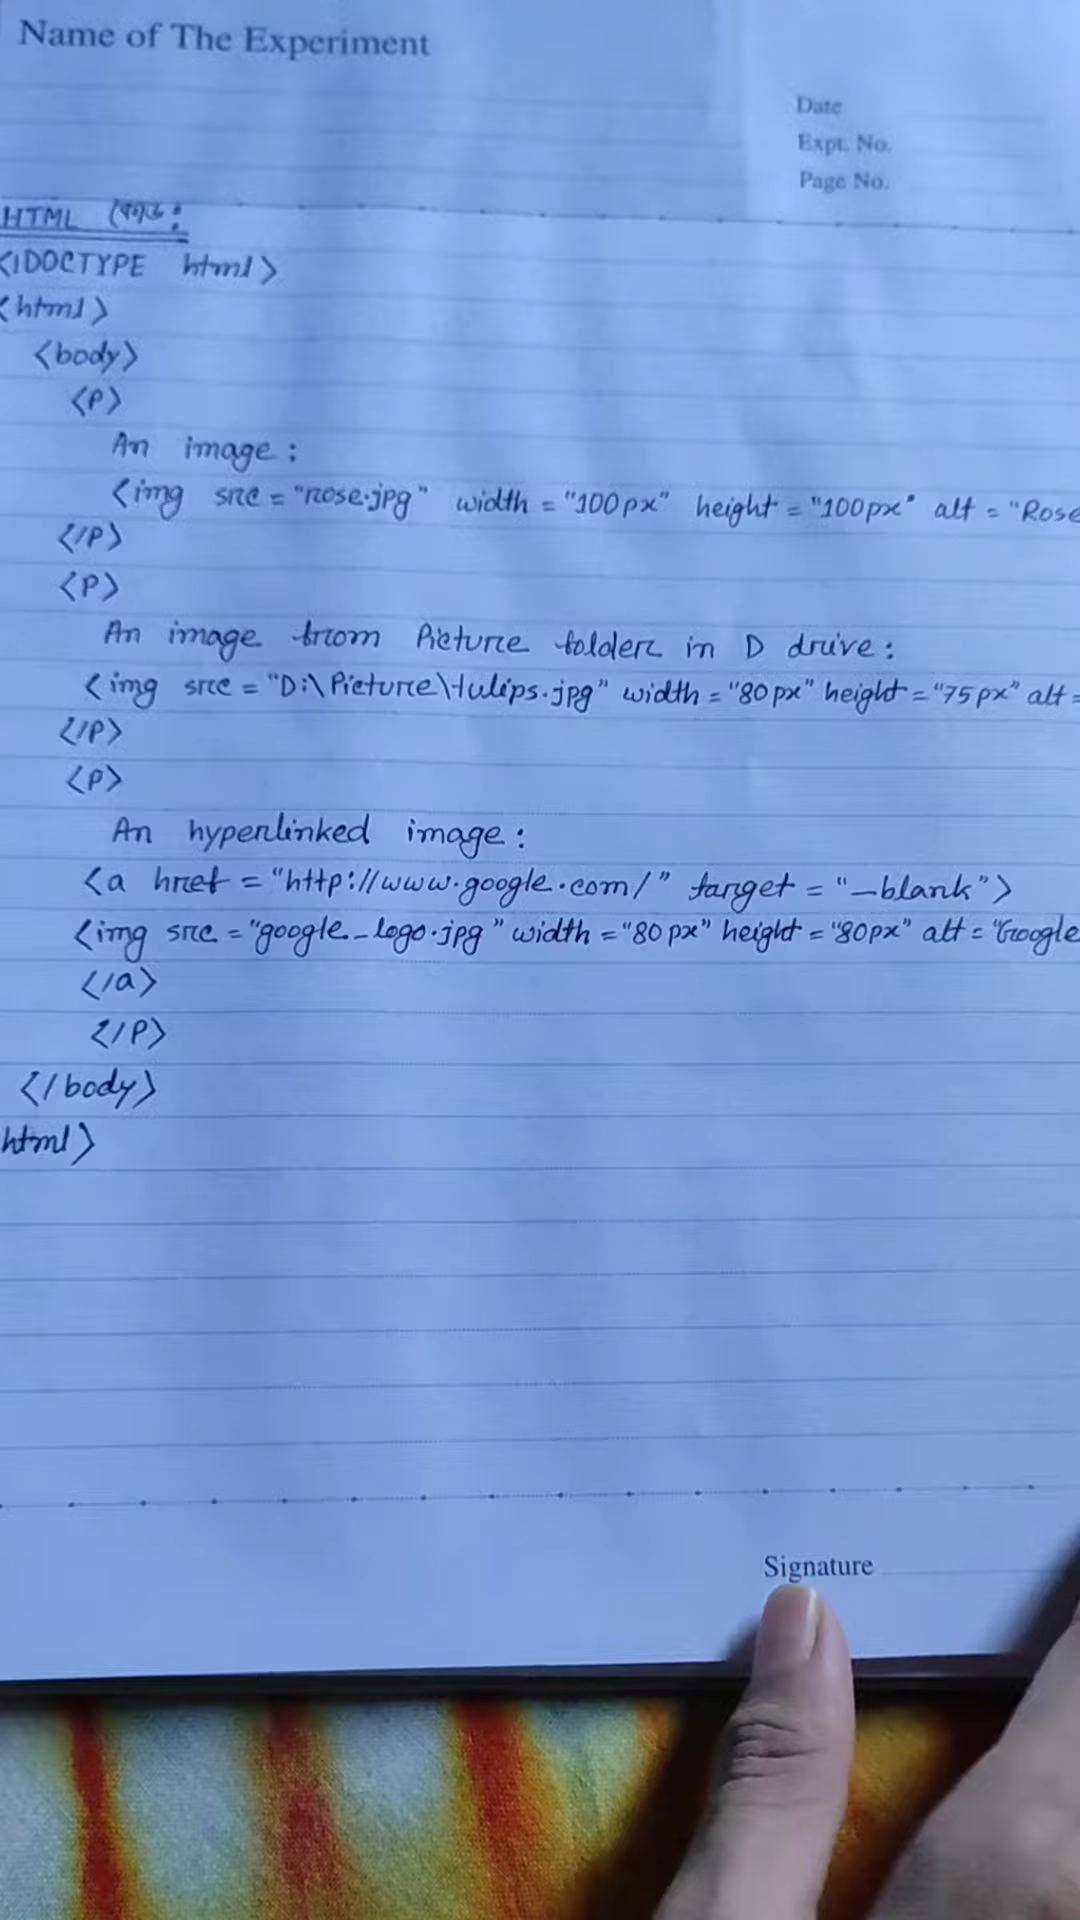 Name of The Experiment
Date
Expt. No.
Page No.
HTML কোড:
<!DOCTYPE html>
<html>
<body>
<P>
An image:
<img src = "rose.jpg" width = "100px" height = "100px" alt = "Rose
</P>
<P>
An image from Picture folder in D drive:
<img src = "D:\Picture\tulips.jpg" width = "80px" height = "75px" alt =
</P>
<P>
An hyperlinked image:
<a href = "http://www.google.com/" target = "_blank">
<img src = "google_logo.jpg" width = "80px" height = "80px" alt = "Google
</a>
</P>
</body>
html>
Signature